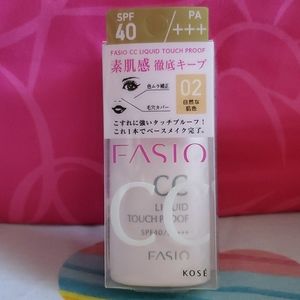 SPF
40
PA
+++
FASIO CC LIQUID TOUCH PROOF
素肌感 徹底キープ
色ムラ補正
毛穴カバー
02
自然な
肌色
こすれに強いタッチプルーフ!
これ1本でベースメイク完了。
FASIO
CC
CC
LIQUID
TOUCH PROOF
SPF40/PA+++
FASIO
KOSÉ